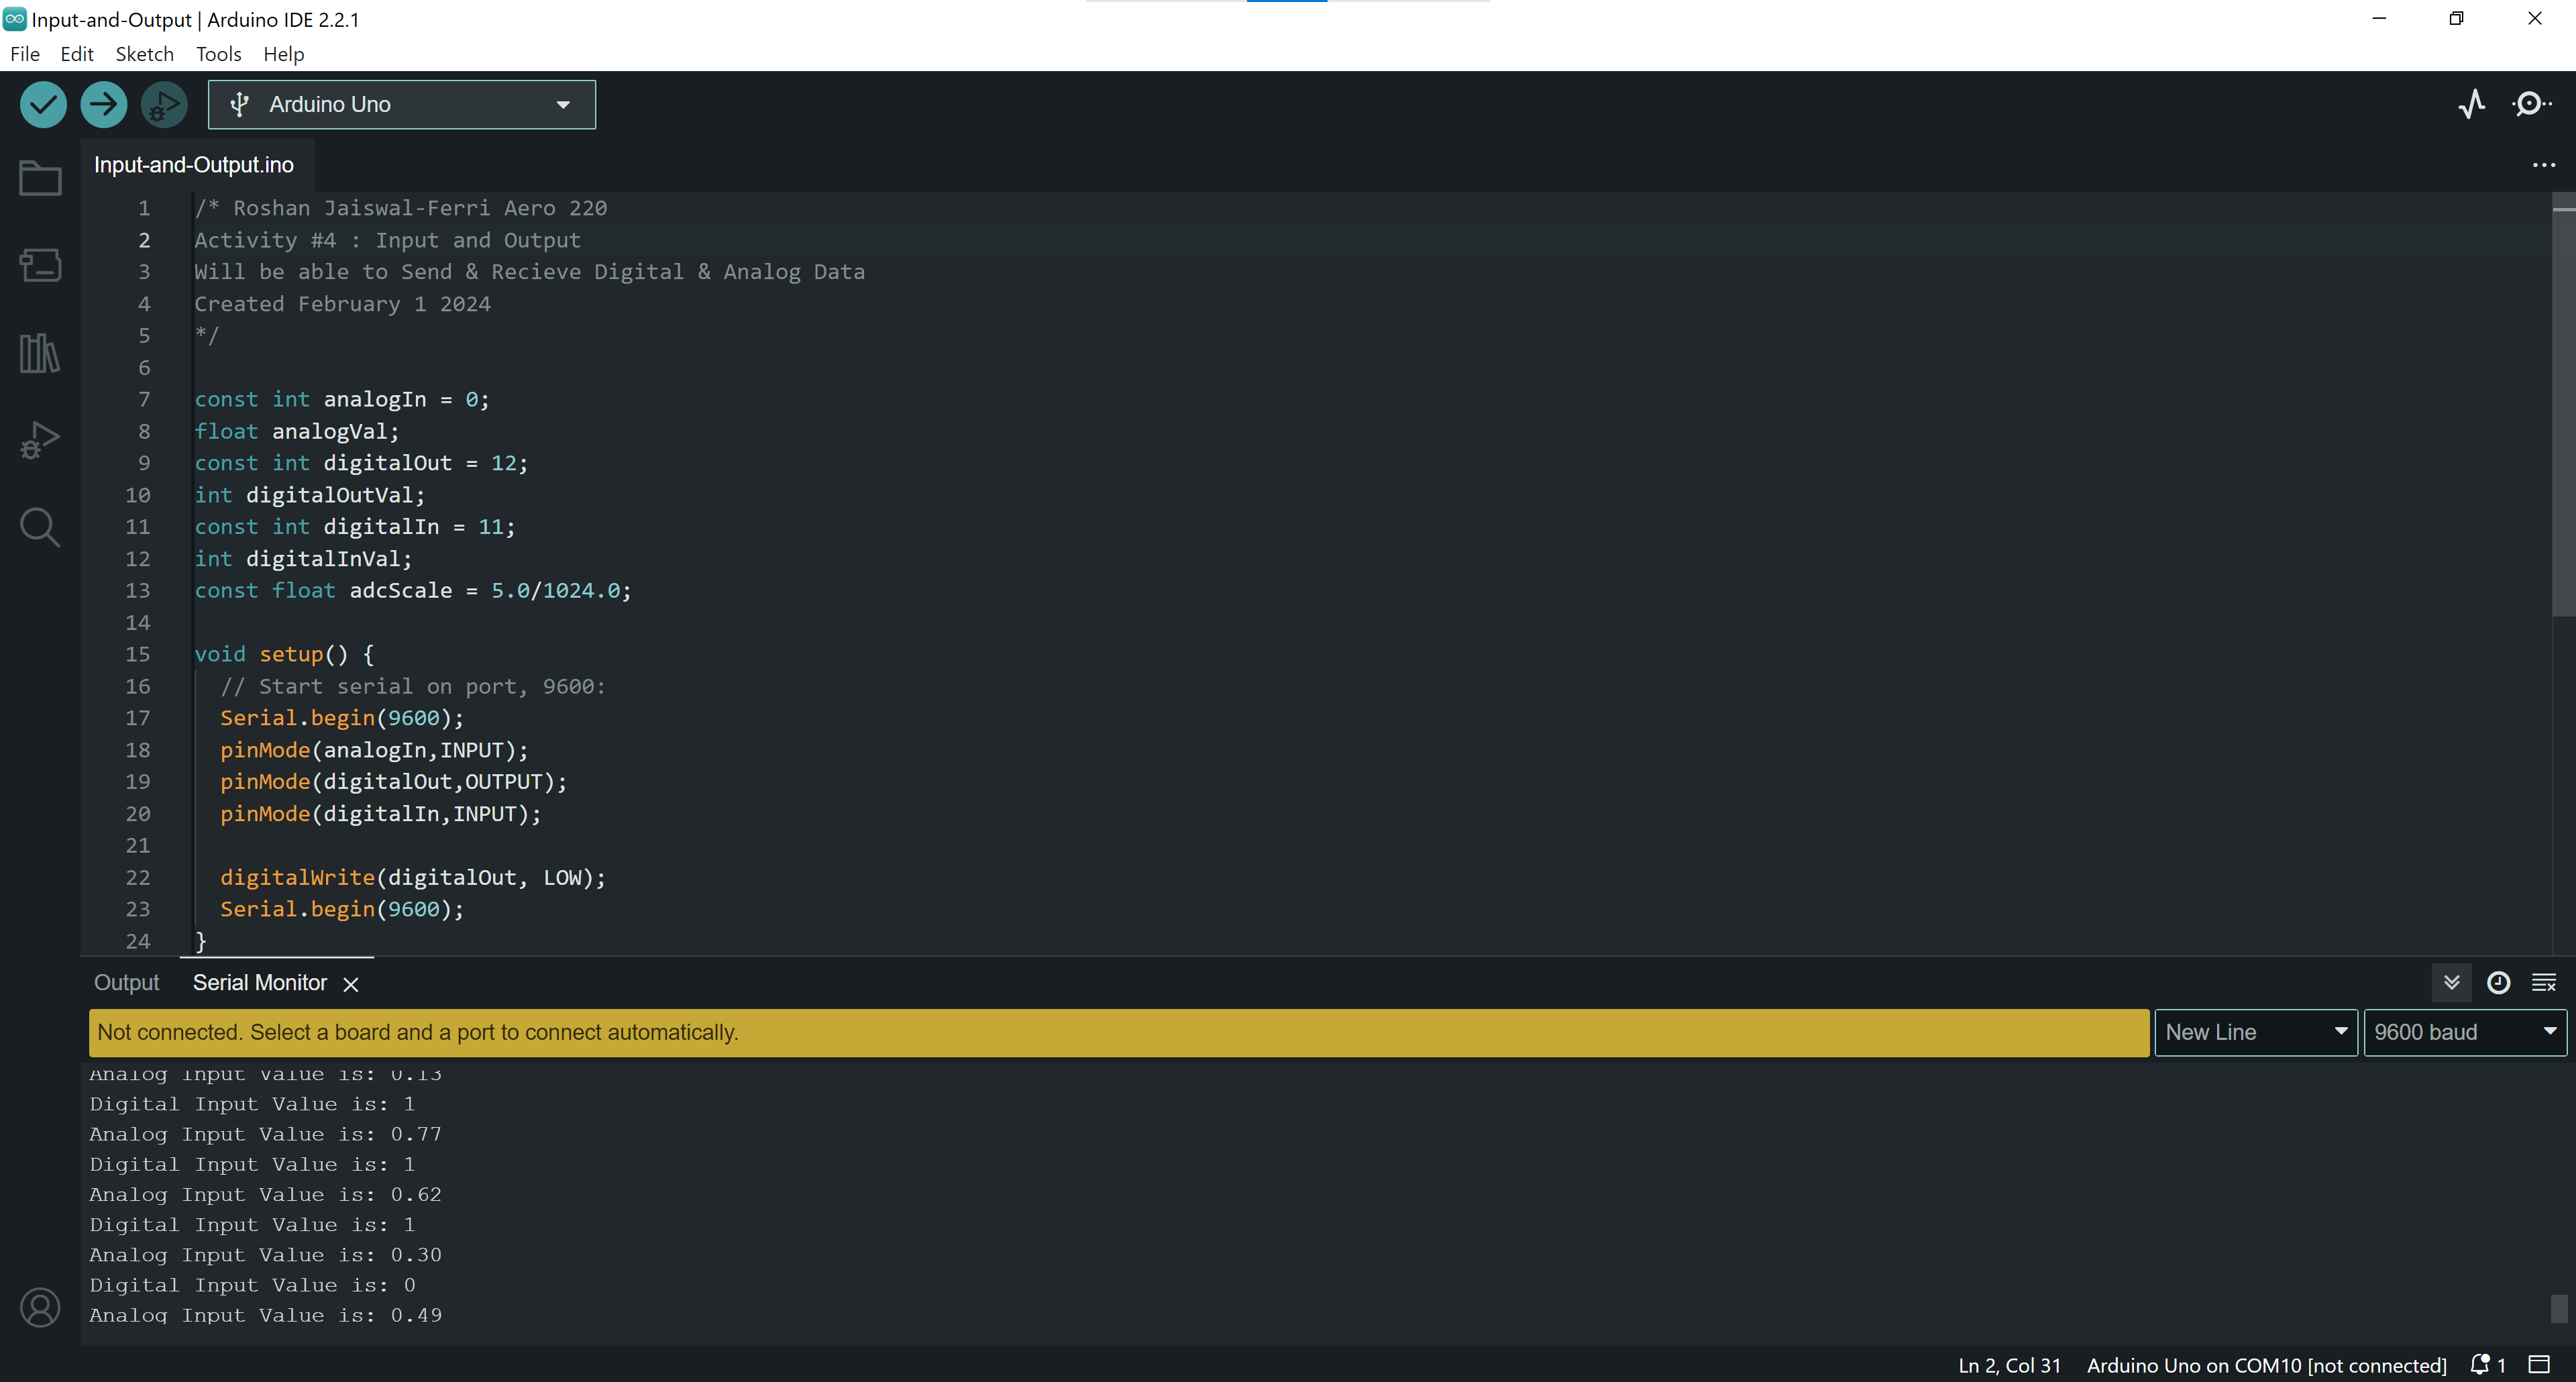 Input-and-Output | Arduino IDE 2.2.1
File Edit Sketch Tools Help
Arduino Uno
Input-and-Output.ino
1 /* Roshan Jaiswal-Ferri Aero 220
2 Activity #4 : Input and Output
3 Will be able to Send & Recieve Digital & Analog Data
4 Created February 1 2024
5 */
6
7 const int analogIn = 0;
8 float analogVal;
9 const int digitalOut = 12;
10 int digitalOutVal;
11 const int digitalIn = 11;
12 int digitalInVal;
13 const float adcScale = 5.0/1024.0;
14
15 void setup() {
16 // Start serial on port, 9600:
17 Serial.begin(9600);
18 pinMode(analogIn,INPUT);
19 pinMode(digitalOut,OUTPUT);
20 pinMode(digitalIn,INPUT);
21
22 digitalWrite(digitalOut, LOW);
23 Serial.begin(9600);
24 }
Output Serial Monitor
Not connected. Select a board and a port to connect automatically. New Line 9600 baud
Analog Input Value is: 0.13
Digital Input Value is: 1
Analog Input Value is: 0.77
Digital Input Value is: 1
Analog Input Value is: 0.62
Digital Input Value is: 1
Analog Input Value is: 0.30
Digital Input Value is: 0
Analog Input Value is: 0.49
Ln 2, Col 31 Arduino Uno on COM10 [not connected] 1